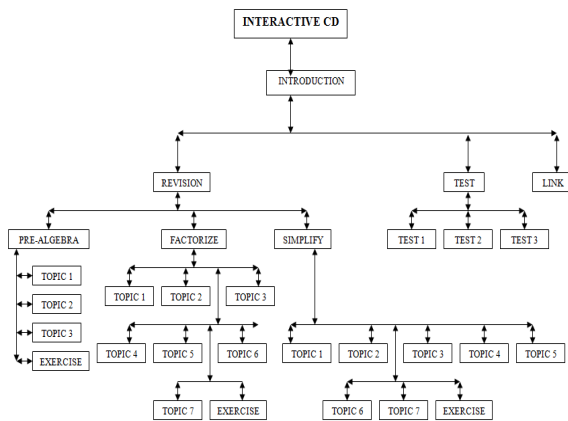 INTERACTIVE CD
INTRODUCTION
REVISION
TEST
LINK
PRE-ALGEBRA
FACTORIZE
SIMPLIFY
TEST 1
TEST 2
TEST 3
TOPIC 1
TOPIC 2
TOPIC 3
EXERCISE
TOPIC 1
TOPIC 2
TOPIC 3
TOPIC 4
TOPIC 5
TOPIC 6
TOPIC 7
EXERCISE
TOPIC 1
TOPIC 2
TOPIC 3
TOPIC 4
TOPIC 5
TOPIC 6
TOPIC 7
EXERCISE